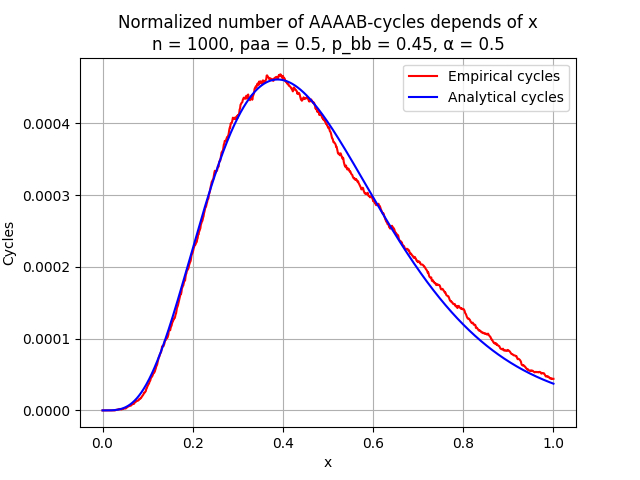 Normalized number of AAAAB-cycles depends of x
n = 1000, paa = 0.5, p_bb = 0.45, α = 0.5
Empirical cycles
Analytical cycles
Cycles
0.0004
0.0003
0.0002
0.0001
0.0000
0.0 0.2 0.4 0.6 0.8 1.0
x